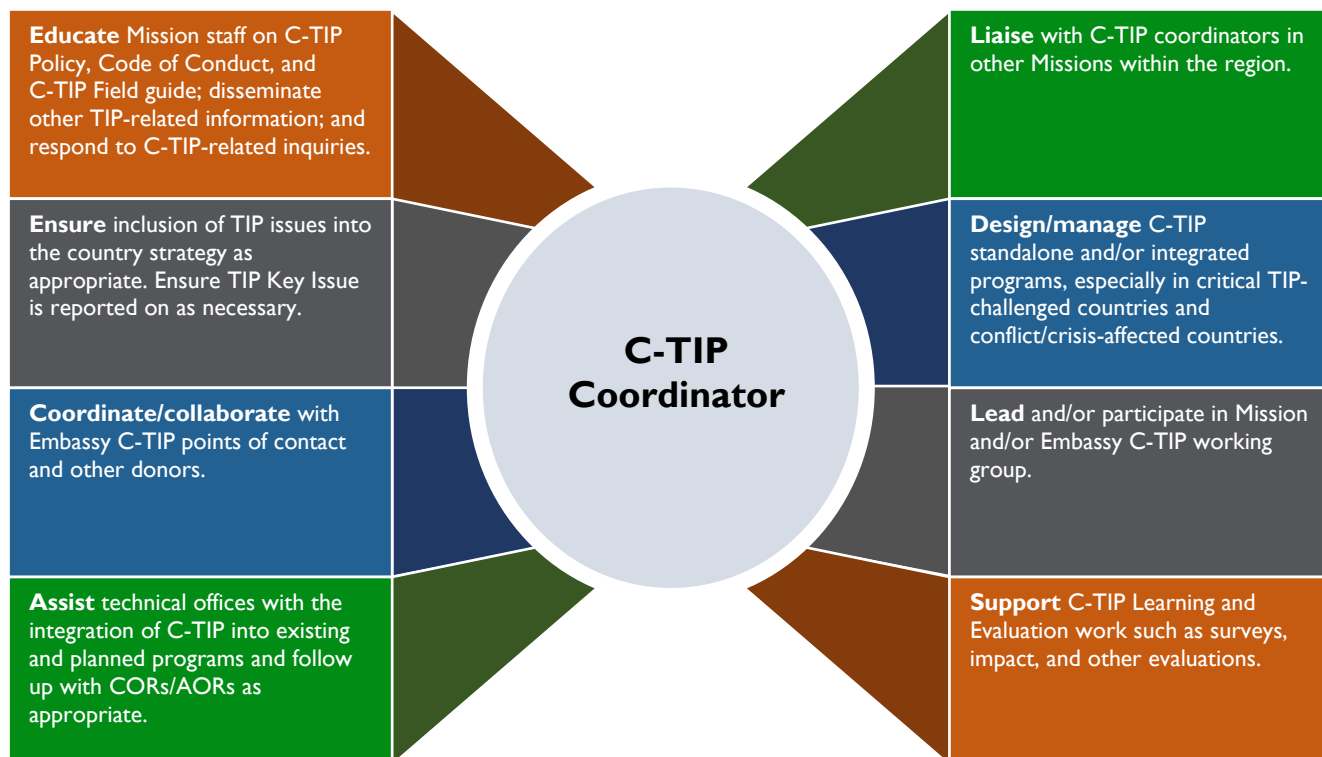 Educate Mission staff on C-TIP
Policy, Code of Conduct, and
C-TIP Field guide; disseminate
other TIP-related information; and
respond to C-TIP-related inquiries.
Ensure inclusion of TIP issues into
the country strategy as
appropriate. Ensure TIP Key Issue
is reported on as necessary.
Coordinate/collaborate with
Embassy C-TIP points of contact
and other donors.
Assist technical offices with the
integration of C-TIP into existing
and planned programs and follow
up with CORs/AORs as
appropriate.
C-TIP
Coordinator
Liaise with C-TIP coordinators in
other Missions within the region.
Design/manage C-TIP
standalone and/or integrated
programs, especially in critical TIP-
challenged countries and
conflict/crisis-affected countries.
Lead and/or participate in Mission
and/or Embassy C-TIP working
group.
Support C-TIP Learning and
Evaluation work such as surveys,
impact, and other evaluations.